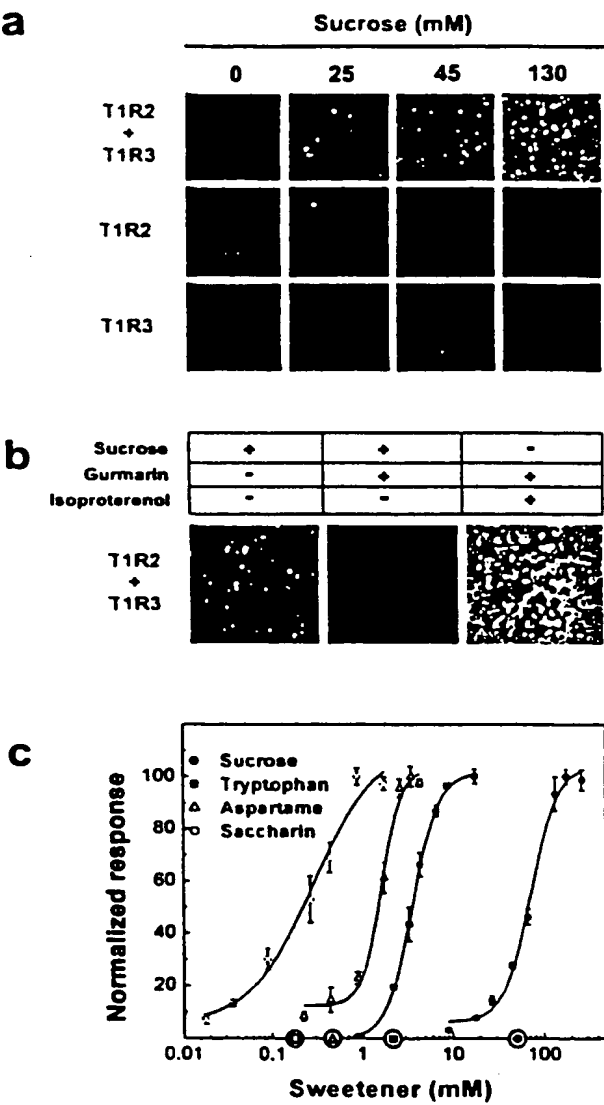 a
Sucrose (mM)
0 25 45 130
T1R2
+
T1R3
T1R2
T1R3
b
Sucrose + + -
Gurmarin - + +
Isoproterenol - - +
T1R2
+
T1R3
c
Normalized response
100
80
60
40
20
Sucrose
Tryptophan
Aspartame
Saccharin
0.01 0.1 1 10 100
Sweetener (mM)